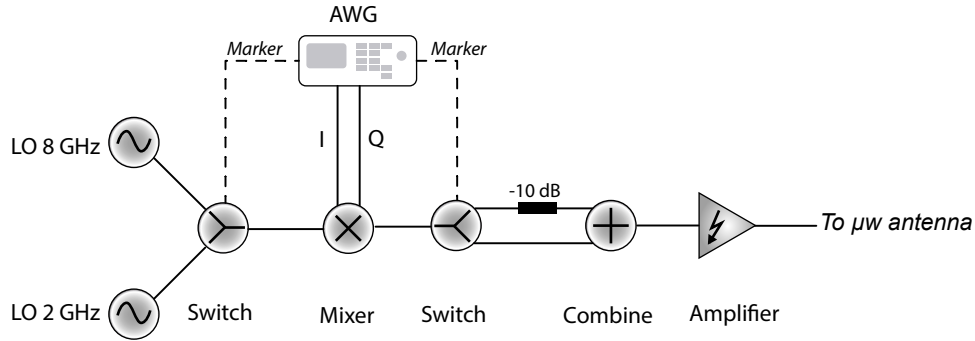 AWG
Marker
Marker
I
Q
LO 8 GHz
-10 dB
To μw antenna
LO 2 GHz
Switch
Mixer
Switch
Combine
Amplifier